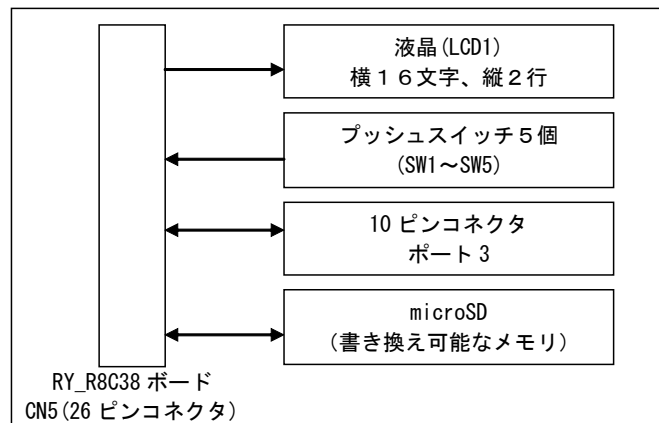 液晶(LCD1)
横１６文字、縦２行
プッシュスイッチ５個
(SW1～SW5)
10 ピンコネクタ
ポート 3
microSD
(書き換え可能なメモリ)
RY_R8C38 ボード
CN5(26 ピンコネクタ)